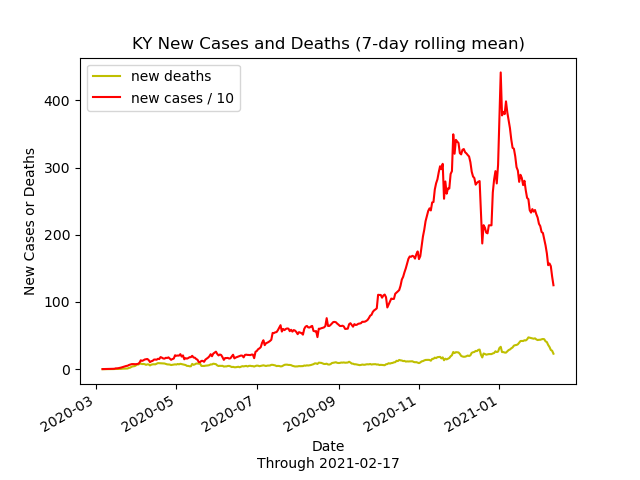 KY New Cases and Deaths (7-day rolling mean)
new deaths
new cases / 10
New Cases or Deaths
400
300
200
100
0
2020-03
2020-05
2020-07
2020-09
2020-11
2021-01
Date
Through 2021-02-17